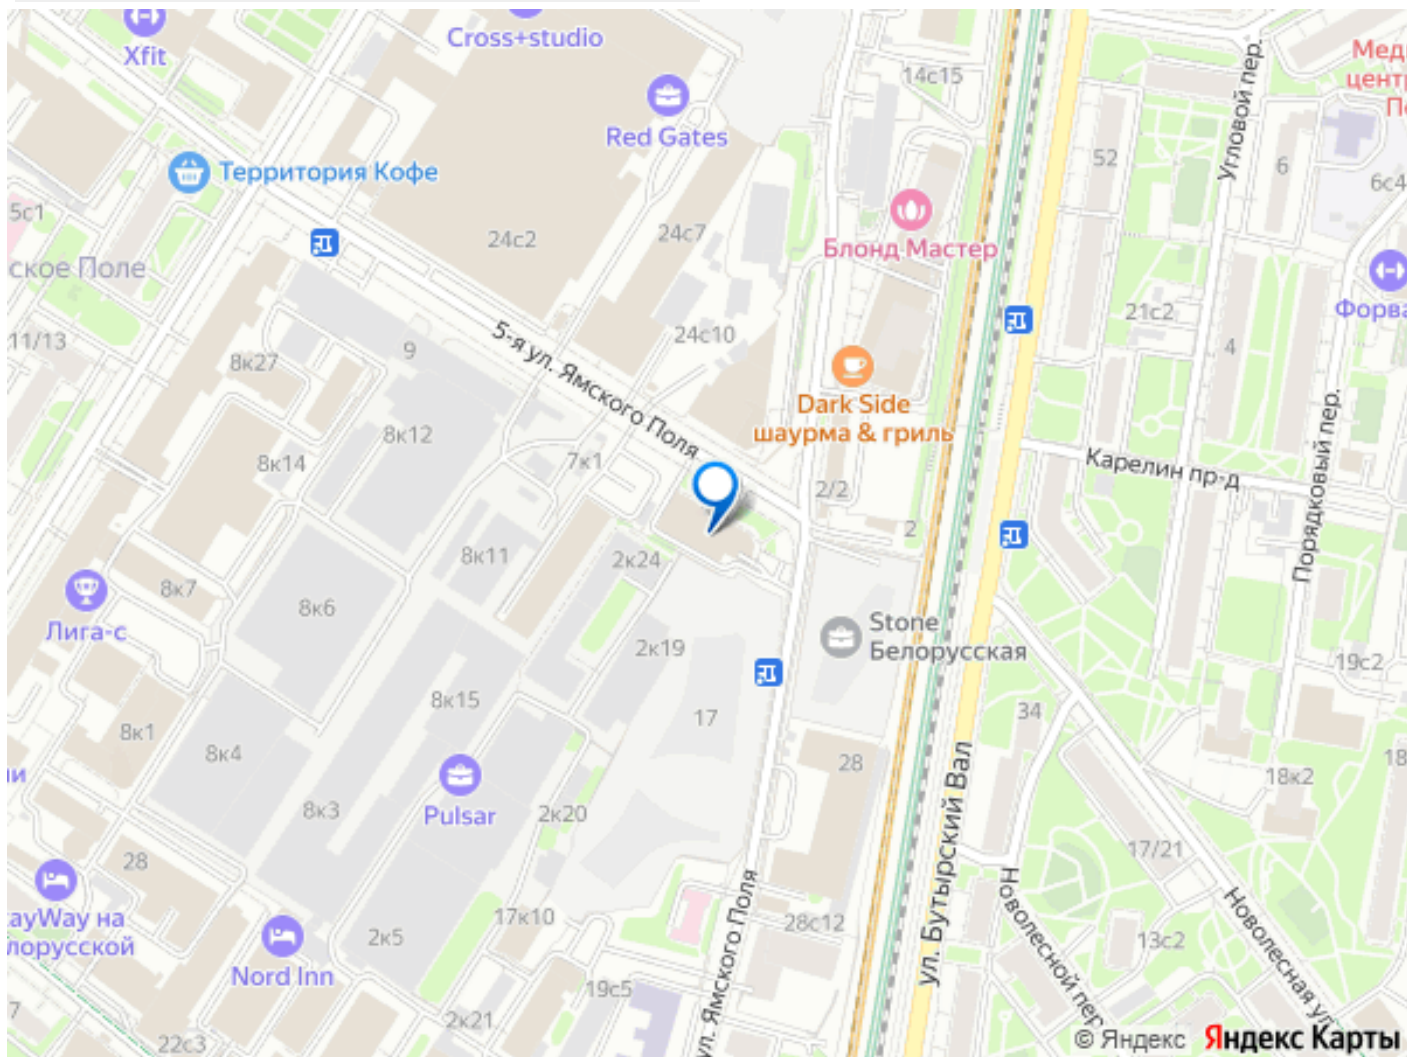 Cross+studio
Xfit
14с15
Red Gates
Территория Кофе
Угловой пер.
52
6
6с4
5с1
24с2
24с7
Блонд Мастер
ское Поле
21с2
11/13
5-я ул. Ямского Поля
24с10
4
9
8к27
Dark Side
шаурма & гриль
8к12
8к14
7к1
Карелин пр-д
Порядковый пер.
2/2
2
8к11
2к24
8к7
8к6
Лига-с
2к19
Stone
Белорусская
19с2
8к15
17
34
8к1
8к4
28
18к2
18
Pulsar
8к3
2к20
ул. Бутырский Вал
17/21
28
ayWay на
лорусской
17к10
28с12
2к5
Nord Inn
ул. Ямского Поля
Новолесной пер
13с2
Новолесная ул.
19с5
7
2к21
22с3
© Яндекс Яндекс Карты